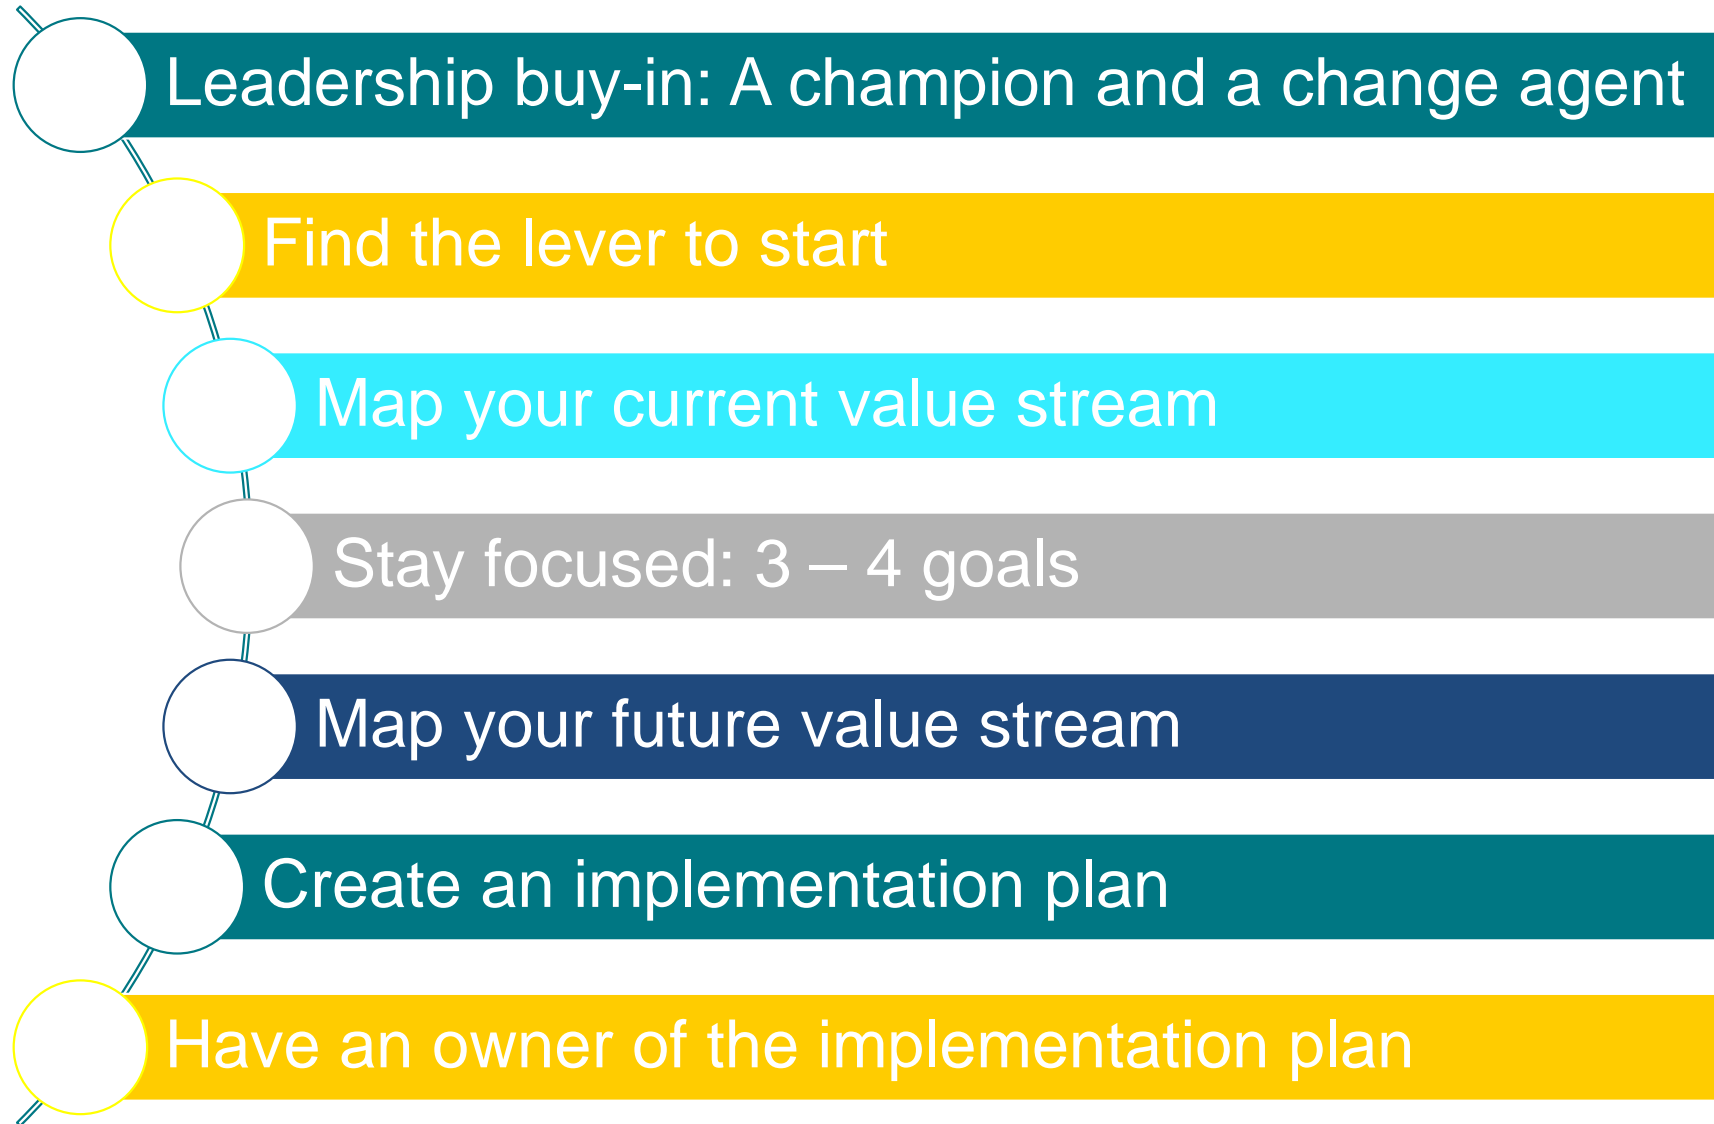 Leadership buy-in: A champion and a change agent
Find the lever to start
Map your current value stream
Stay focused: 3 – 4 goals
Map your future value stream
Create an implementation plan
Have an owner of the implementation plan